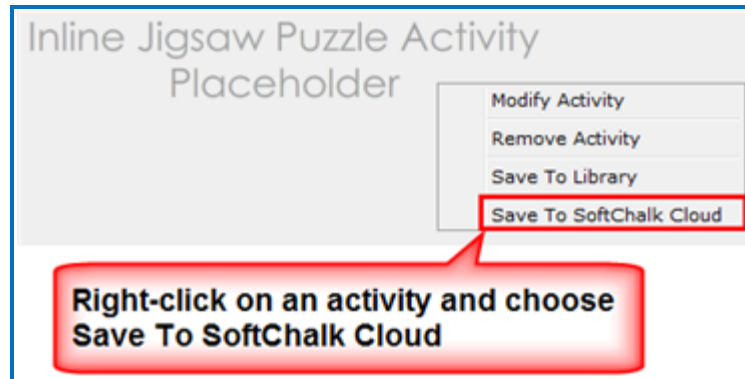 Inline Jigsaw Puzzle Activity
Placeholder
Modify Activity
Remove Activity
Save To Library
Save To SoftChalk Cloud
Right-click on an activity and choose
Save To SoftChalk Cloud